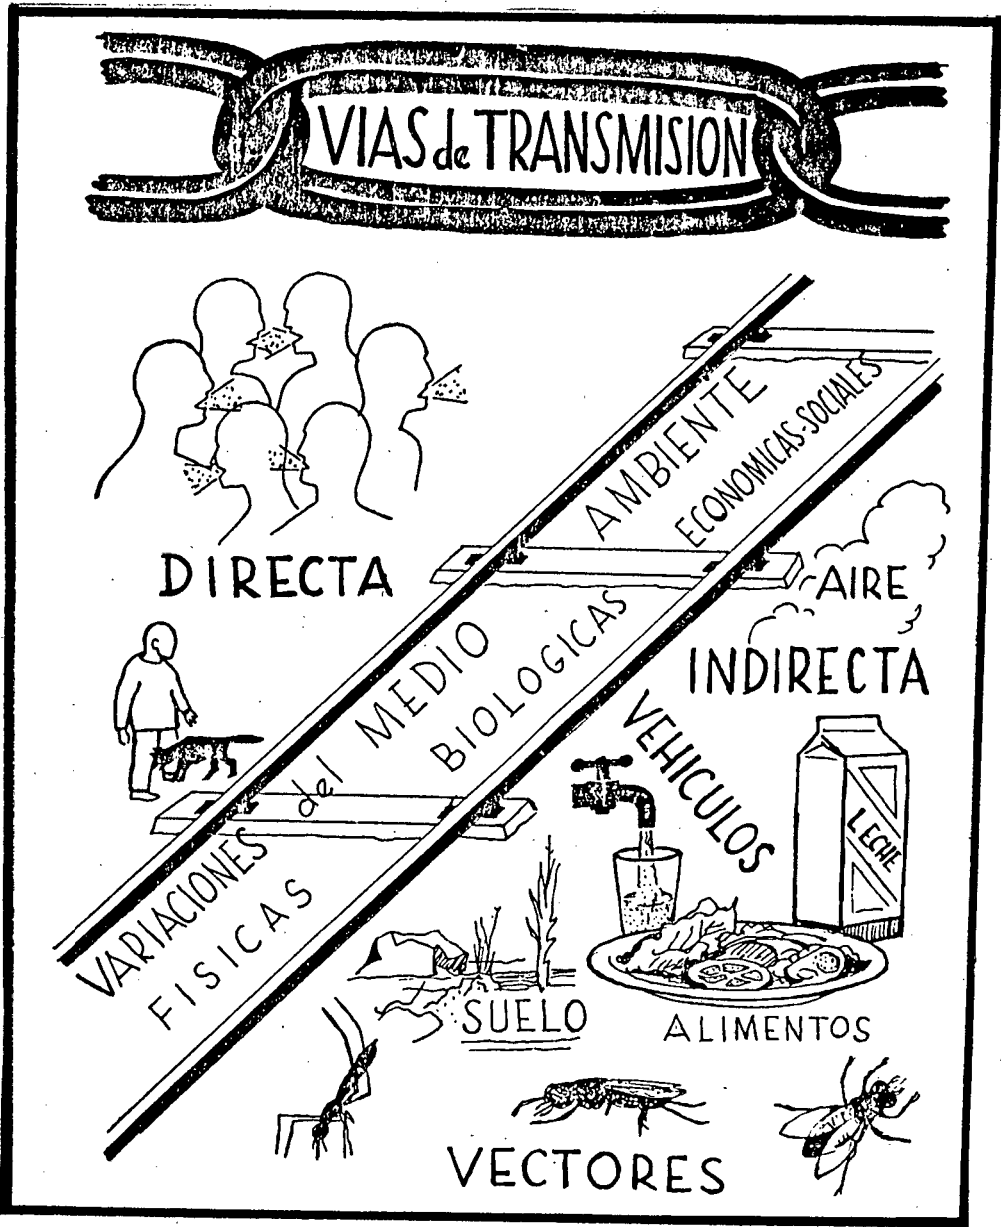 VIAS de TRANSMISION
DIRECTA
VARIACIONES del MEDIO AMBIENTE
FISICAS BIOLOGICAS ECONOMICAS-SOCIALES
AIRE
INDIRECTA
VEHICULOS
LECHE
SUELO
ALIMENTOS
VECTORES